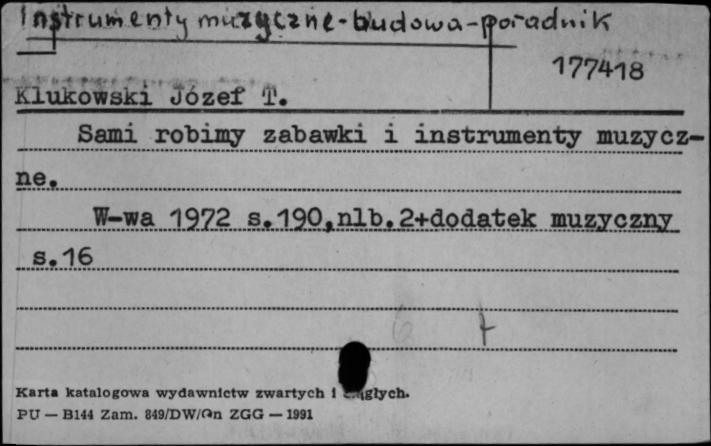 Instrumenty muzyczne-budowa-poradnik
177418
Klukowski Józef T.
Sami robimy zabawki i instrumenty muzycz-
ne.
W-wa 1972 s.190,nlb.2+dodatek muzyczny
s.16
Karta katalogowa wydawnictw zwartych i
PU — B144 Zam. 849/DW/On ZGG — 1991